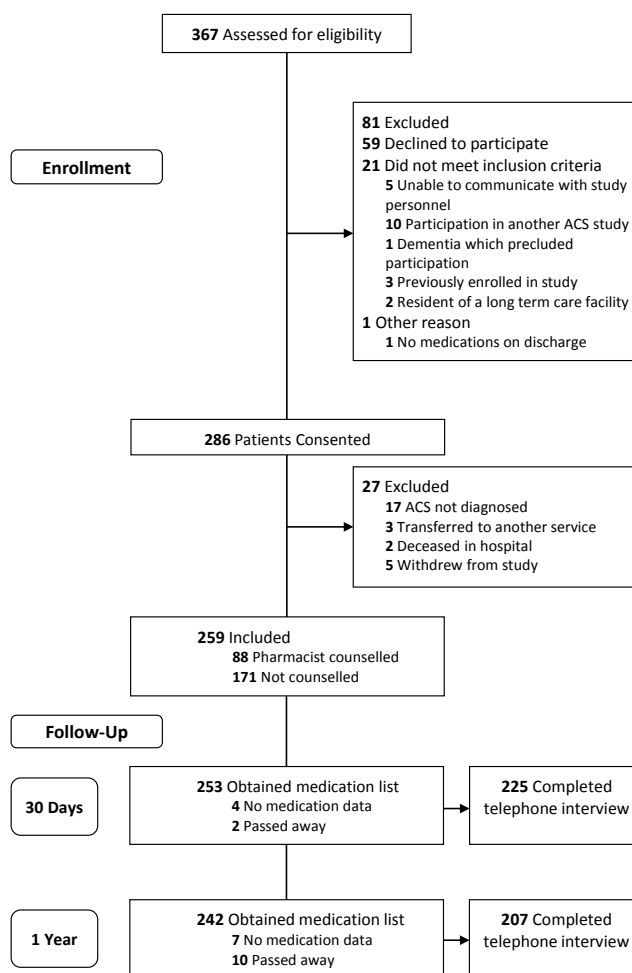 367 Assessed for eligibility
Enrollment
81 Excluded
59 Declined to participate
21 Did not meet inclusion criteria
5 Unable to communicate with study
personnel
10 Participation in another ACS study
1 Dementia which precluded
participation
3 Previously enrolled in study
2 Resident of a long term care facility
1 Other reason
1 No medications on discharge
286 Patients Consented
27 Excluded
17 ACS not diagnosed
3 Transferred to another service
2 Deceased in hospital
5 Withdrew from study
259 Included
88 Pharmacist counselled
171 Not counselled
Follow-Up
30 Days
253 Obtained medication list
4 No medication data
2 Passed away
225 Completed
telephone interview
1 Year
242 Obtained medication list
7 No medication data
10 Passed away
207 Completed
telephone interview